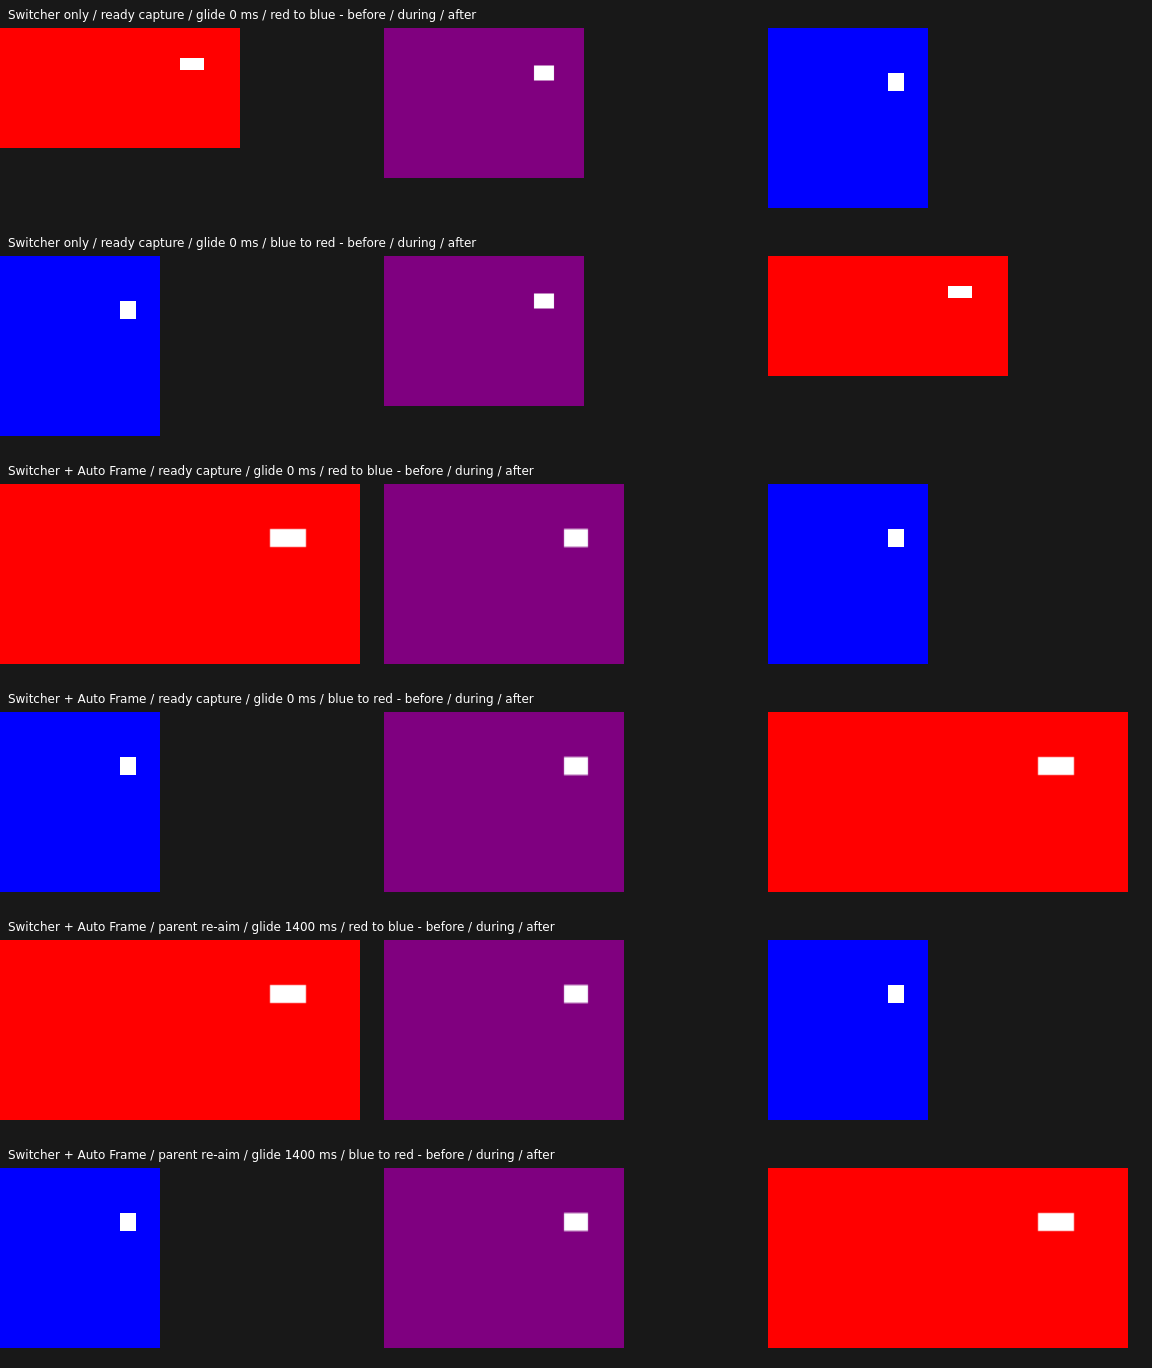 Switcher only / ready capture / glide 0 ms / red to blue - before / during / after
Switcher only / ready capture / glide 0 ms / blue to red - before / during / after
Switcher + Auto Frame / ready capture / glide 0 ms / red to blue - before / during / after
Switcher + Auto Frame / ready capture / glide 0 ms / blue to red - before / during / after
Switcher + Auto Frame / parent re-aim / glide 1400 ms / red to blue - before / during / after
Switcher + Auto Frame / parent re-aim / glide 1400 ms / blue to red - before / during / after